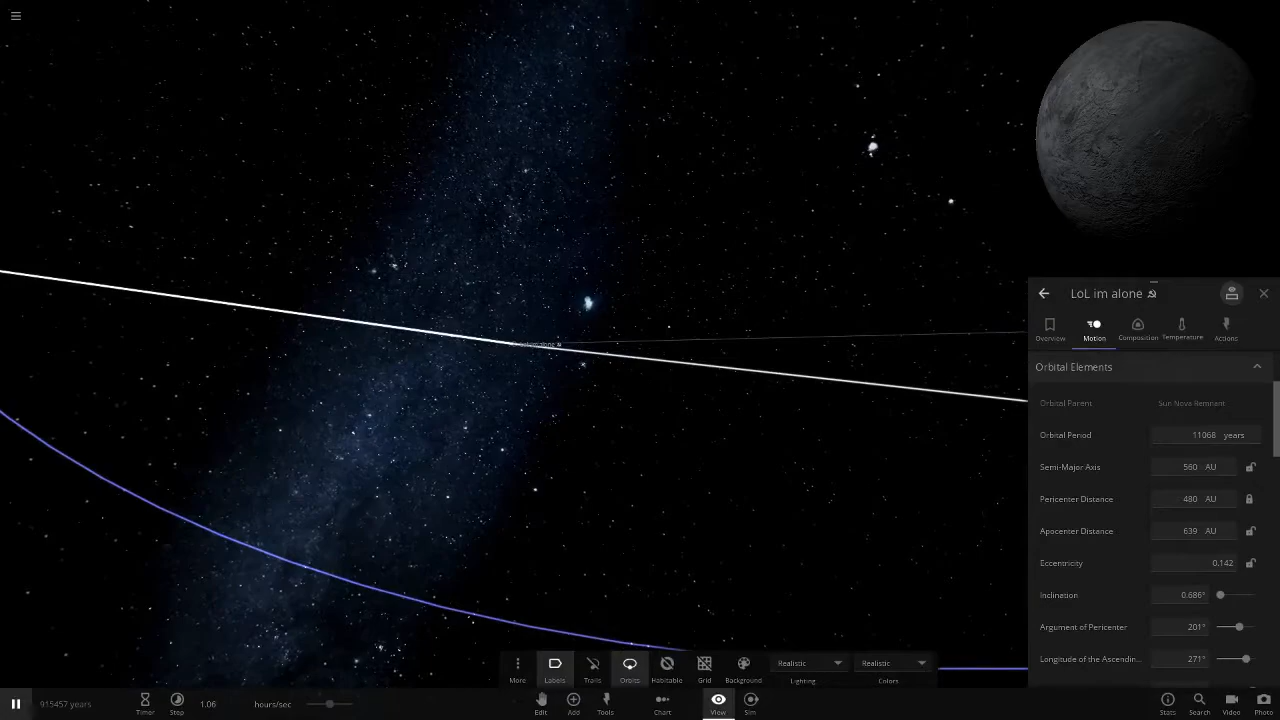 LoL im alone
Overview
Motion
Composition
Temperature
Actions
Orbital Elements
Orbital Parent Sun Nova Remnant
Orbital Period 11068 years
Semi-Major Axis 560 AU
Pericenter Distance 480 AU
Apocenter Distance 639 AU
Eccentricity 0.142
Inclination 0.686°
Argument of Pericenter 201°
Longitude of the Ascendin... 271°
More
Labels
Trails
Orbits
Habitable
Grid
Background
Realistic
Lighting
Realistic
Colors
915457 years
Timer
Step
1.06 hours/sec
Edit
Add
Tools
Chart
View
Sim
Stats
Search
Video
Photo